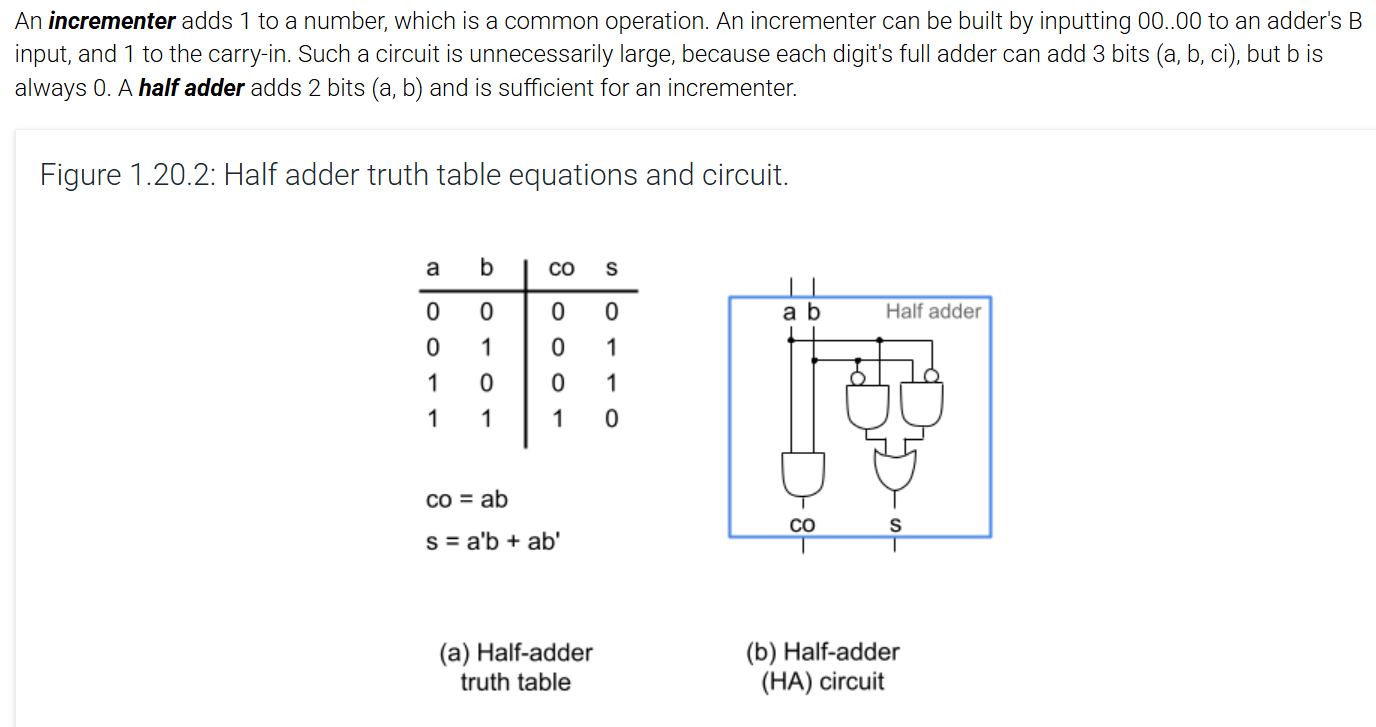 An incrementer adds 1 to a number, which is a common operation. An incrementer can be built by inputting 00..00 to an adder's B
input, and 1 to the carry-in. Such a circuit is unnecessarily large, because each digit's full adder can add 3 bits (a, b, ci), but b is
always 0. A half adder adds 2 bits (a, b) and is sufficient for an incrementer.
Figure 1.20.2: Half adder truth table equations and circuit.
a b co s
0 0 0 0
0 1 0 1
1 0 0 1
1 1 1 0
co = ab
s = a'b + ab'
(a) Half-adder
truth table
a b Half adder
co s
(b) Half-adder
(HA) circuit